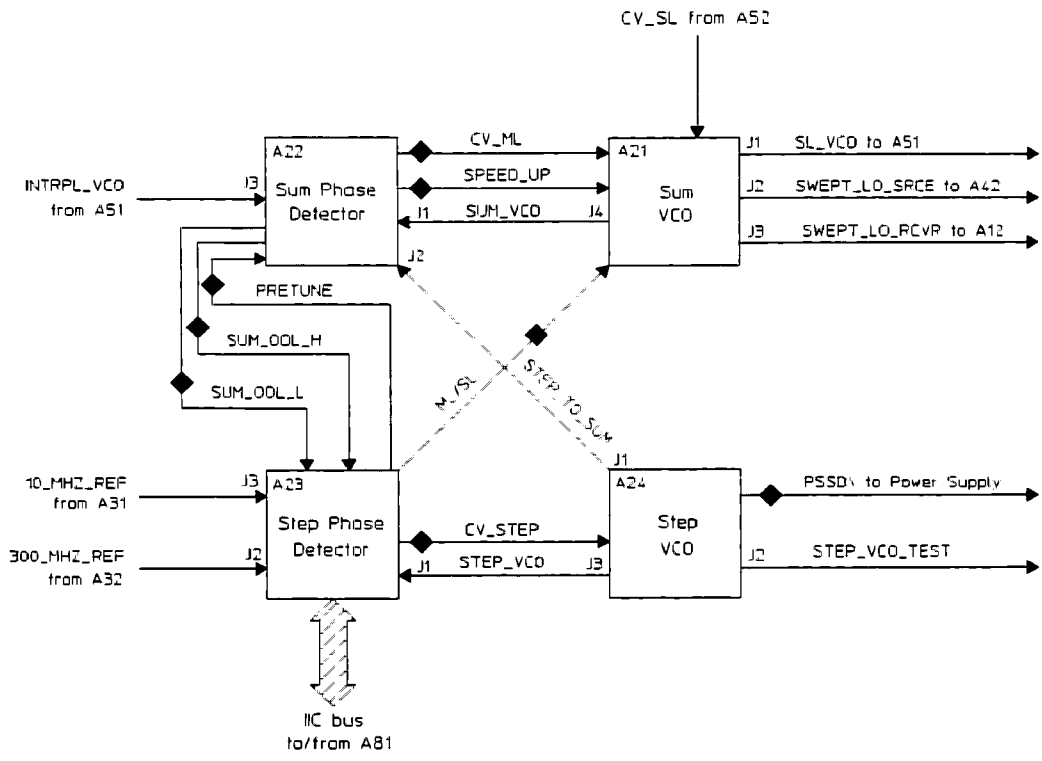 CV_SL from A52
A22
Sum Phase
Detector
INTRPL_VCO
from A51
J3
CV_ML
SPEED_UP
J1
SUM_VCO
J4
J2
A21
Sum
VCO
J1
SL_VCO to A51
J2
SWEPT_LO_SRCE to A42
J3
SWEPT_LO_RCVR to A12
PRETUNE
SUM_OOL_H
SUM_OOL_L
M_/SL
STEP_TO_SUM
10_MHZ_REF
from A31
J3
300_MHZ_REF
from A32
J2
A23
Step Phase
Detector
CV_STEP
J1
STEP_VCO
J3
J1
A24
Step
VCO
to Power Supply
J2
STEP_VCO_TEST
IIC bus
to/from A81